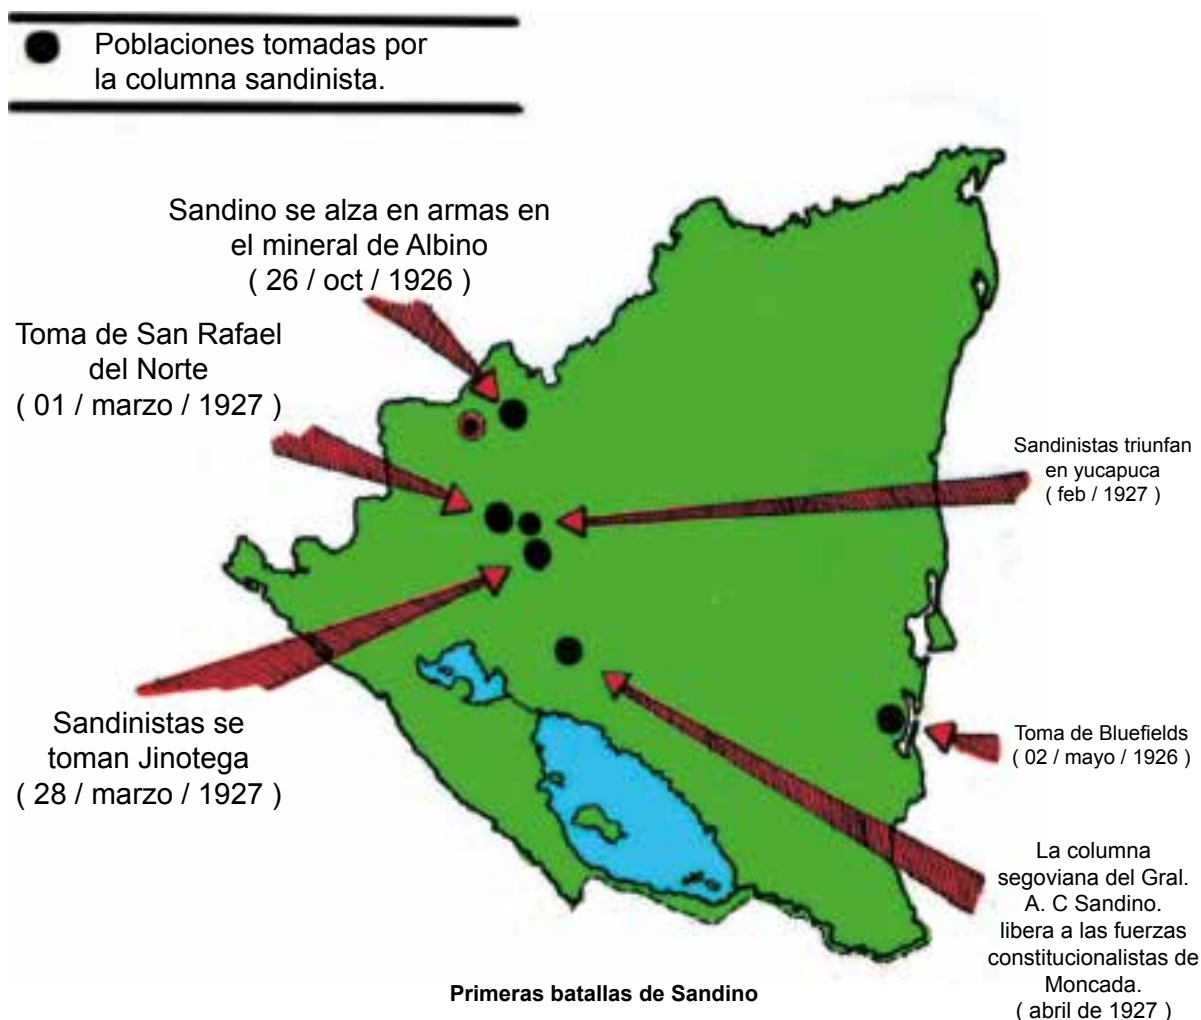 Poblaciones tomadas por
la columna sandinista.
Sandino se alza en armas en
el mineral de Albino
( 26 / oct / 1926 )
Toma de San Rafael
del Norte
( 01 / marzo / 1927 )
Sandinistas triunfan
en yucapuca
( feb / 1927 )
Sandinistas se
toman Jinotega
( 28 / marzo / 1927 )
Toma de Bluefields
( 02 / mayo / 1926 )
La columna
segoviana del Gral.
A. C Sandino.
libera a las fuerzas
constitucionalistas de
Moncada.
( abril de 1927 )
Primeras batallas de Sandino